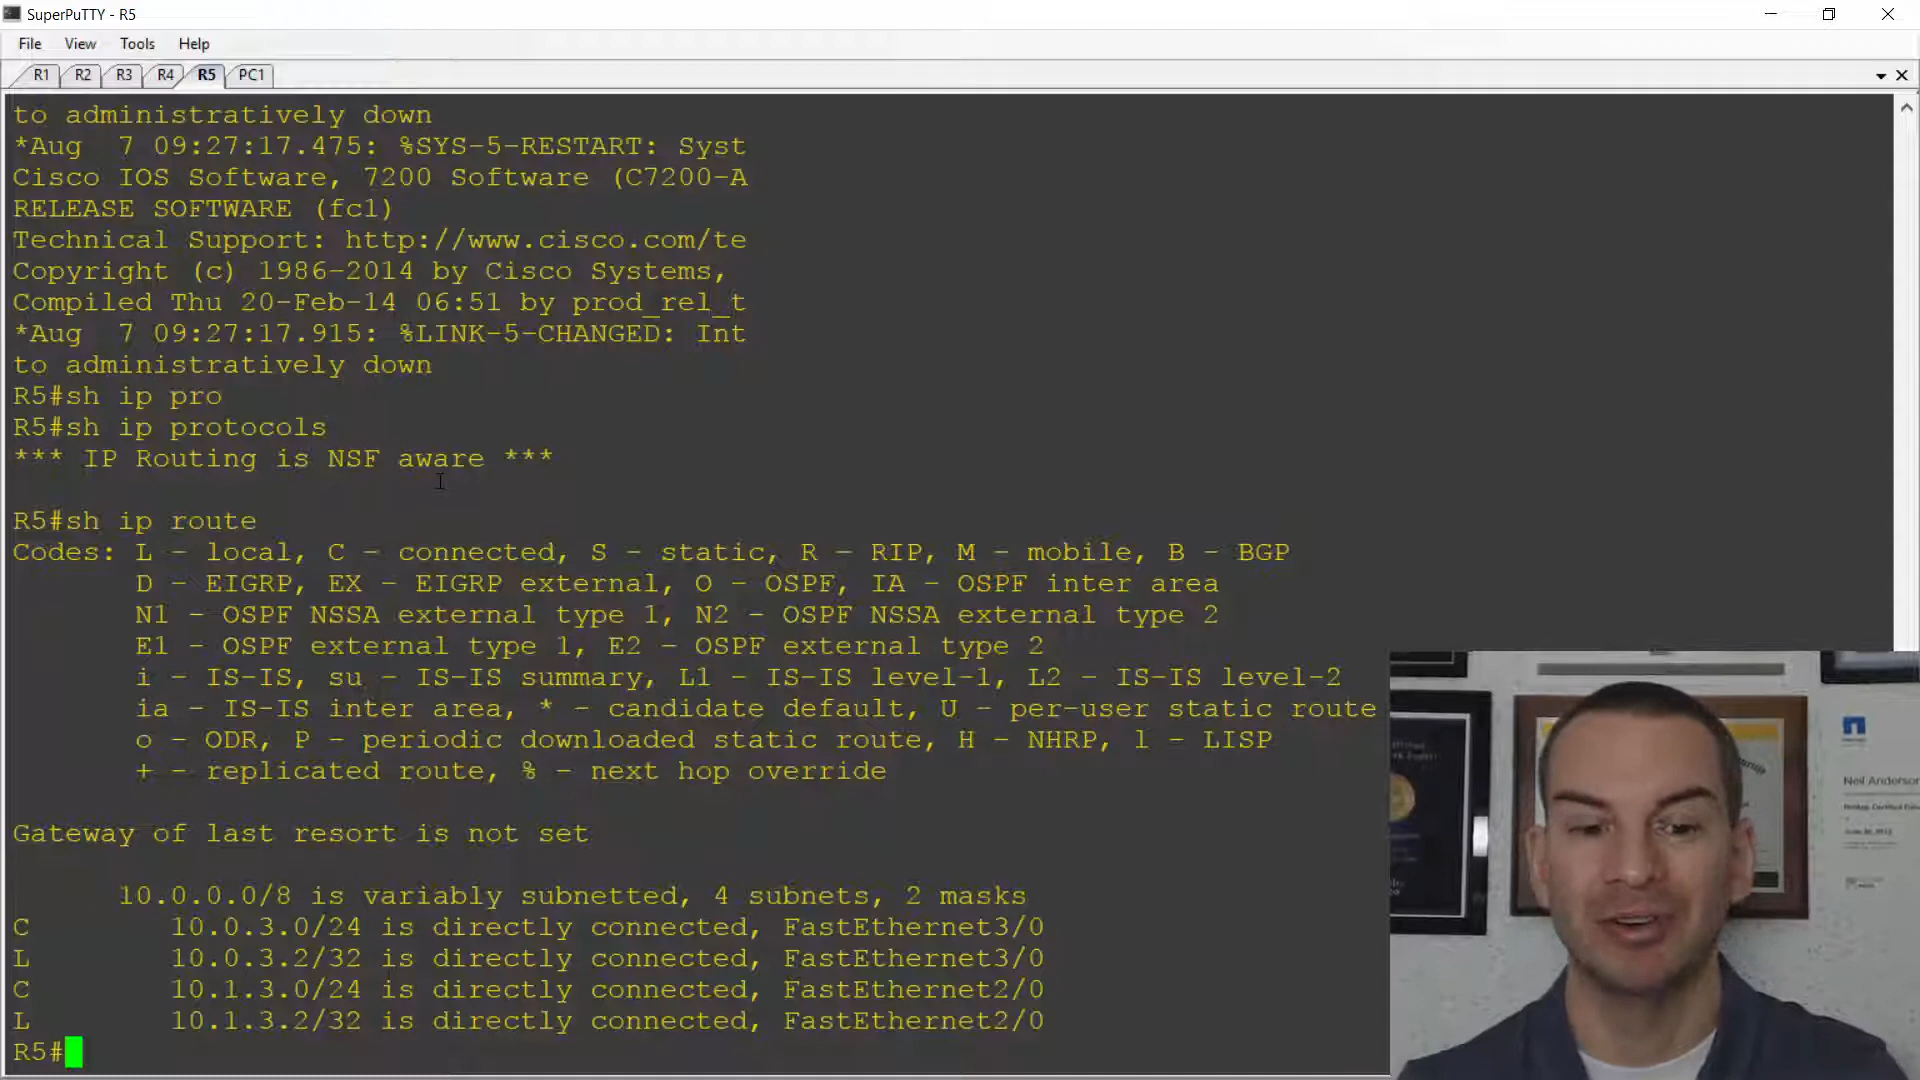 SuperPuTTY - R5
File View Tools Help
R1 R2 R3 R4 R5 PC1
to administratively down
*Aug  7 09:27:17.475: %SYS-5-RESTART: Syst
Cisco IOS Software, 7200 Software (C7200-A
RELEASE SOFTWARE (fc1)
Technical Support: http://www.cisco.com/te
Copyright (c) 1986-2014 by Cisco Systems,
Compiled Thu 20-Feb-14 06:51 by prod_rel_t
*Aug  7 09:27:17.915: %LINK-5-CHANGED: Int
to administratively down
R5#sh ip pro
R5#sh ip protocols
*** IP Routing is NSF aware ***
R5#sh ip route
Codes: L - local, C - connected, S - static, R - RIP, M - mobile, B - BGP
D - EIGRP, EX - EIGRP external, O - OSPF, IA - OSPF inter area
N1 - OSPF NSSA external type 1, N2 - OSPF NSSA external type 2
E1 - OSPF external type 1, E2 - OSPF external type 2
i - IS-IS, su - IS-IS summary, L1 - IS-IS level-1, L2 - IS-IS level-2
ia - IS-IS inter area, * - candidate default, U - per-user static route
o - ODR, P - periodic downloaded static route, H - NHRP, l - LISP
+ - replicated route, % - next hop override
Gateway of last resort is not set
10.0.0.0/8 is variably subnetted, 4 subnets, 2 masks
C 10.0.3.0/24 is directly connected, FastEthernet3/0
L 10.0.3.2/32 is directly connected, FastEthernet3/0
C 10.1.3.0/24 is directly connected, FastEthernet2/0
L 10.1.3.2/32 is directly connected, FastEthernet2/0
R5#
Neil Anderson